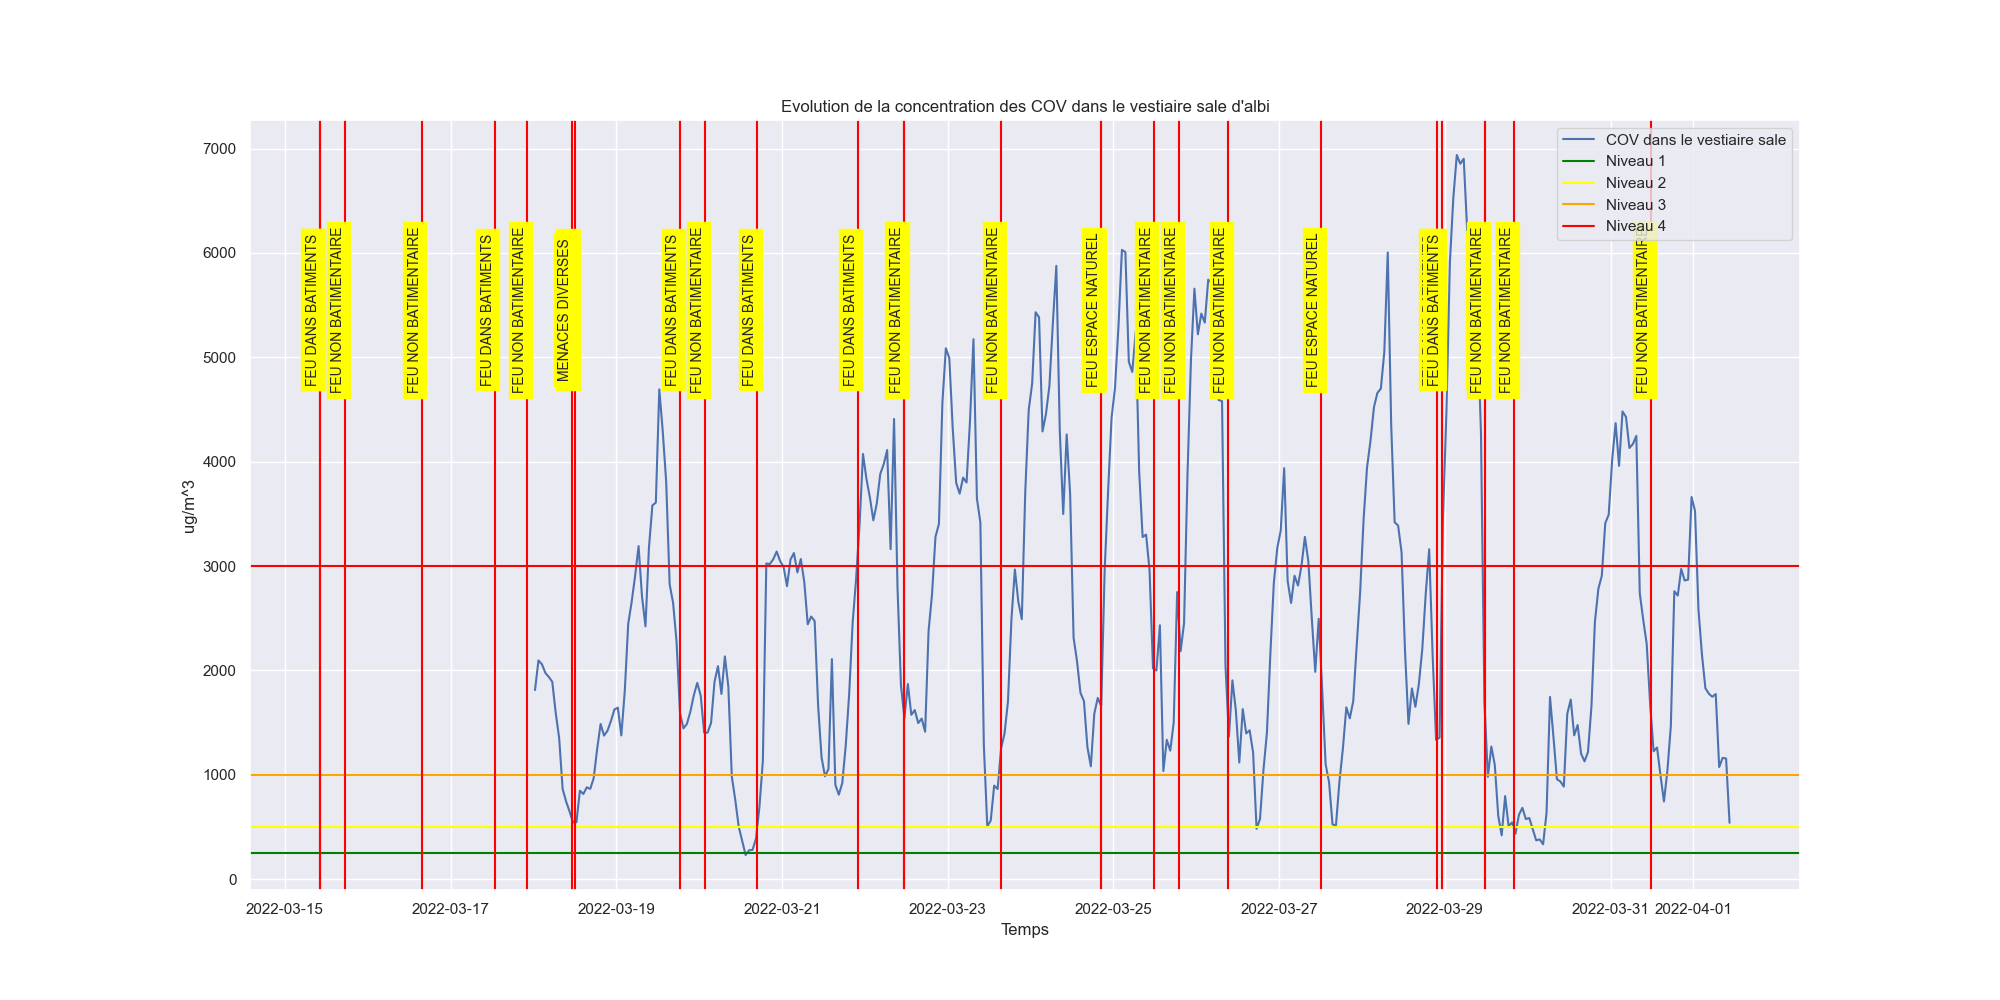 Evolution de la concentration des COV dans le vestiaire sale d'albi
COV dans le vestiaire sale
Niveau 1
Niveau 2
Niveau 3
Niveau 4
7000
6000
5000
4000
3000
2000
1000
0
ug/m^3
FEU DANS BATIMENTS
FEU NON BATIMENTAIRE
FEU NON BATIMENTAIRE
FEU DANS BATIMENTS
FEU NON BATIMENTAIRE
MENACES DIVERSES
FEU DANS BATIMENTS
FEU NON BATIMENTAIRE
FEU DANS BATIMENTS
FEU DANS BATIMENTS
FEU NON BATIMENTAIRE
FEU NON BATIMENTAIRE
FEU ESPACE NATUREL
FEU NON BATIMENTAIRE
FEU NON BATIMENTAIRE
FEU NON BATIMENTAIRE
FEU ESPACE NATUREL
FEU DANS BATIMENTS
FEU NON BATIMENTAIRE
FEU NON BATIMENTAIRE
FEU NON BATIMENTAIRE
2022-03-15
2022-03-17
2022-03-19
2022-03-21
2022-03-23
2022-03-25
2022-03-27
2022-03-29
2022-03-31
2022-04-01
Temps